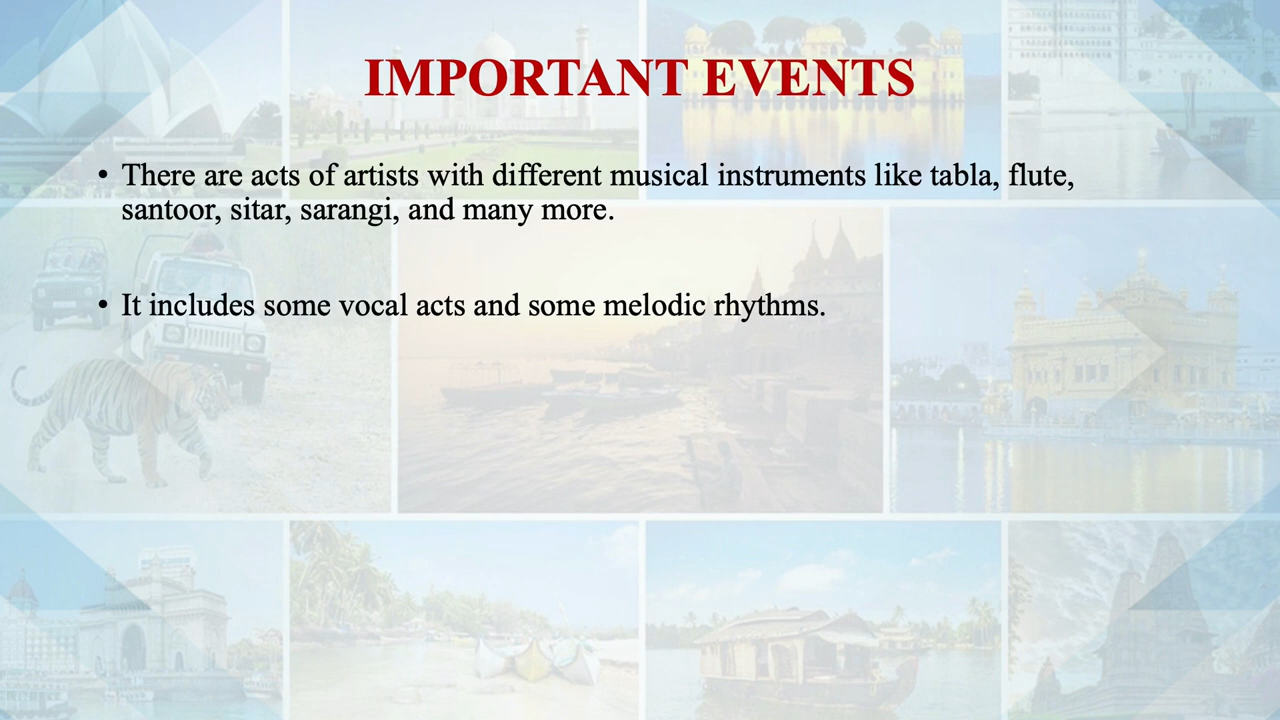 IMPORTANT EVENTS
• There are acts of artists with different musical instruments like tabla, flute,
santoor, sitar, sarangi, and many more.
• It includes some vocal acts and some melodic rhythms.